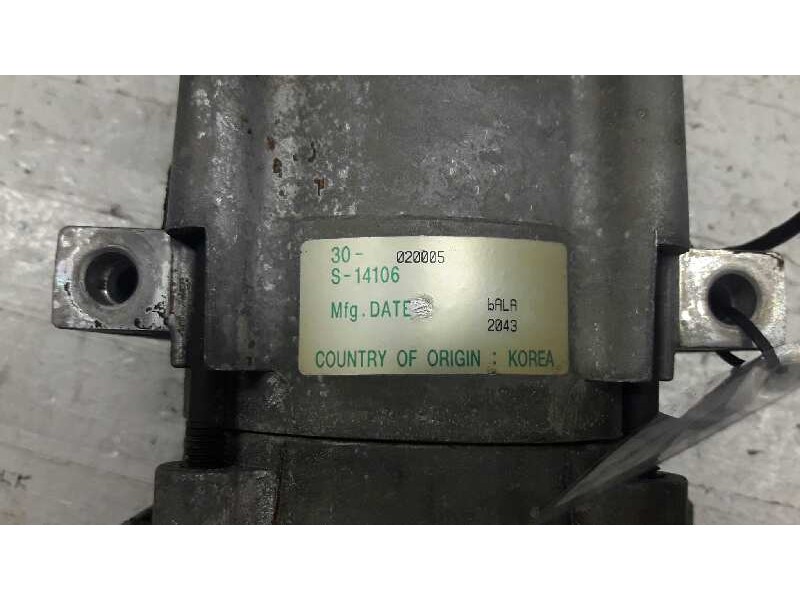 30- 020005
S-14106
Mfg.DATE bALA
2043
COUNTRY OF ORIGIN : KOREA